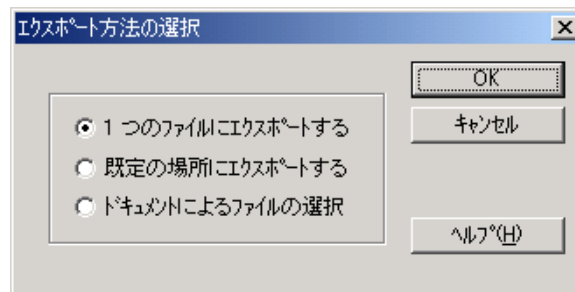 ｴｸｽﾎﾟｰﾄ方法の選択
1 つのﾌｧｲﾙにｴｸｽﾎﾟｰﾄする
既定の場所にｴｸｽﾎﾟｰﾄする
ﾄﾞｷｭﾒﾝﾄによるﾌｧｲﾙの選択
OK
ｷｬﾝｾﾙ
ﾍﾙﾌﾟ(H)